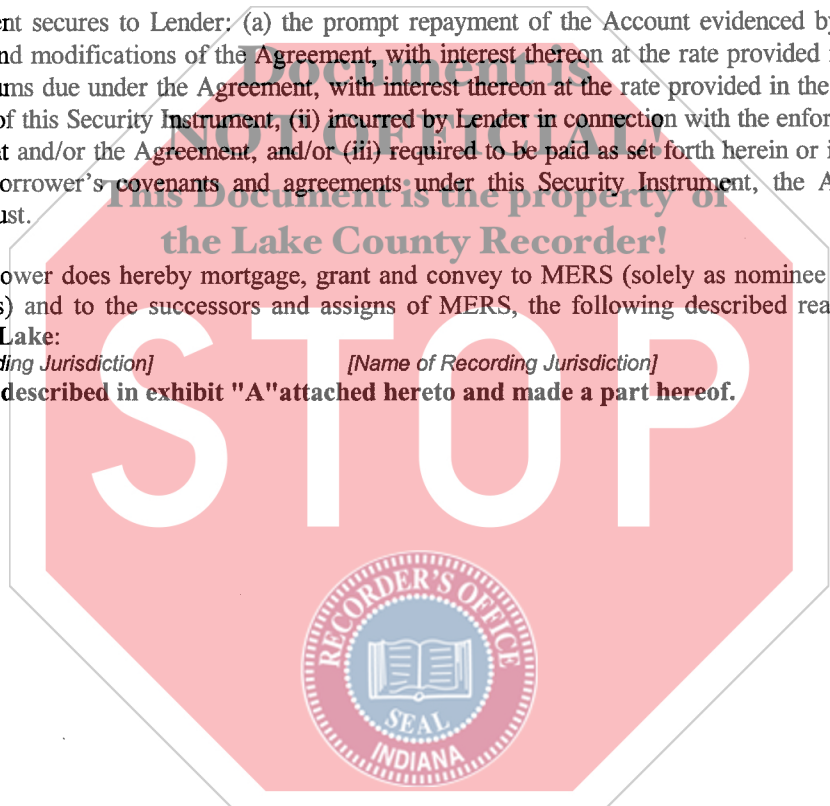 ent secures to Lender: (a) the prompt repayment of the Account evidenced by
nd modifications of the Agreement, with interest thereon at the rate provided
Document is
ms due under the Agreement, with interest thereon at the rate provided in the
of this Security Instrument, (ii) incurred by Lender in connection with the enfor
NOT OFFICIAL!
t and/or the Agreement, and/or (iii) required to be paid as set forth herein or i
orrower's covenants and agreements under this Security Instrument, the A
This Document is the property of
ust.
the Lake County Recorder!
ower does hereby mortgage, grant and convey to MERS (solely as nominee
s) and to the successors and assigns of MERS, the following described rea
Lake:
ding Jurisdiction] [Name of Recording Jurisdiction]
described in exhibit "A"attached hereto and made a part hereof.
STOP
RECORDER'S OFFICE
SEAL
INDIANA